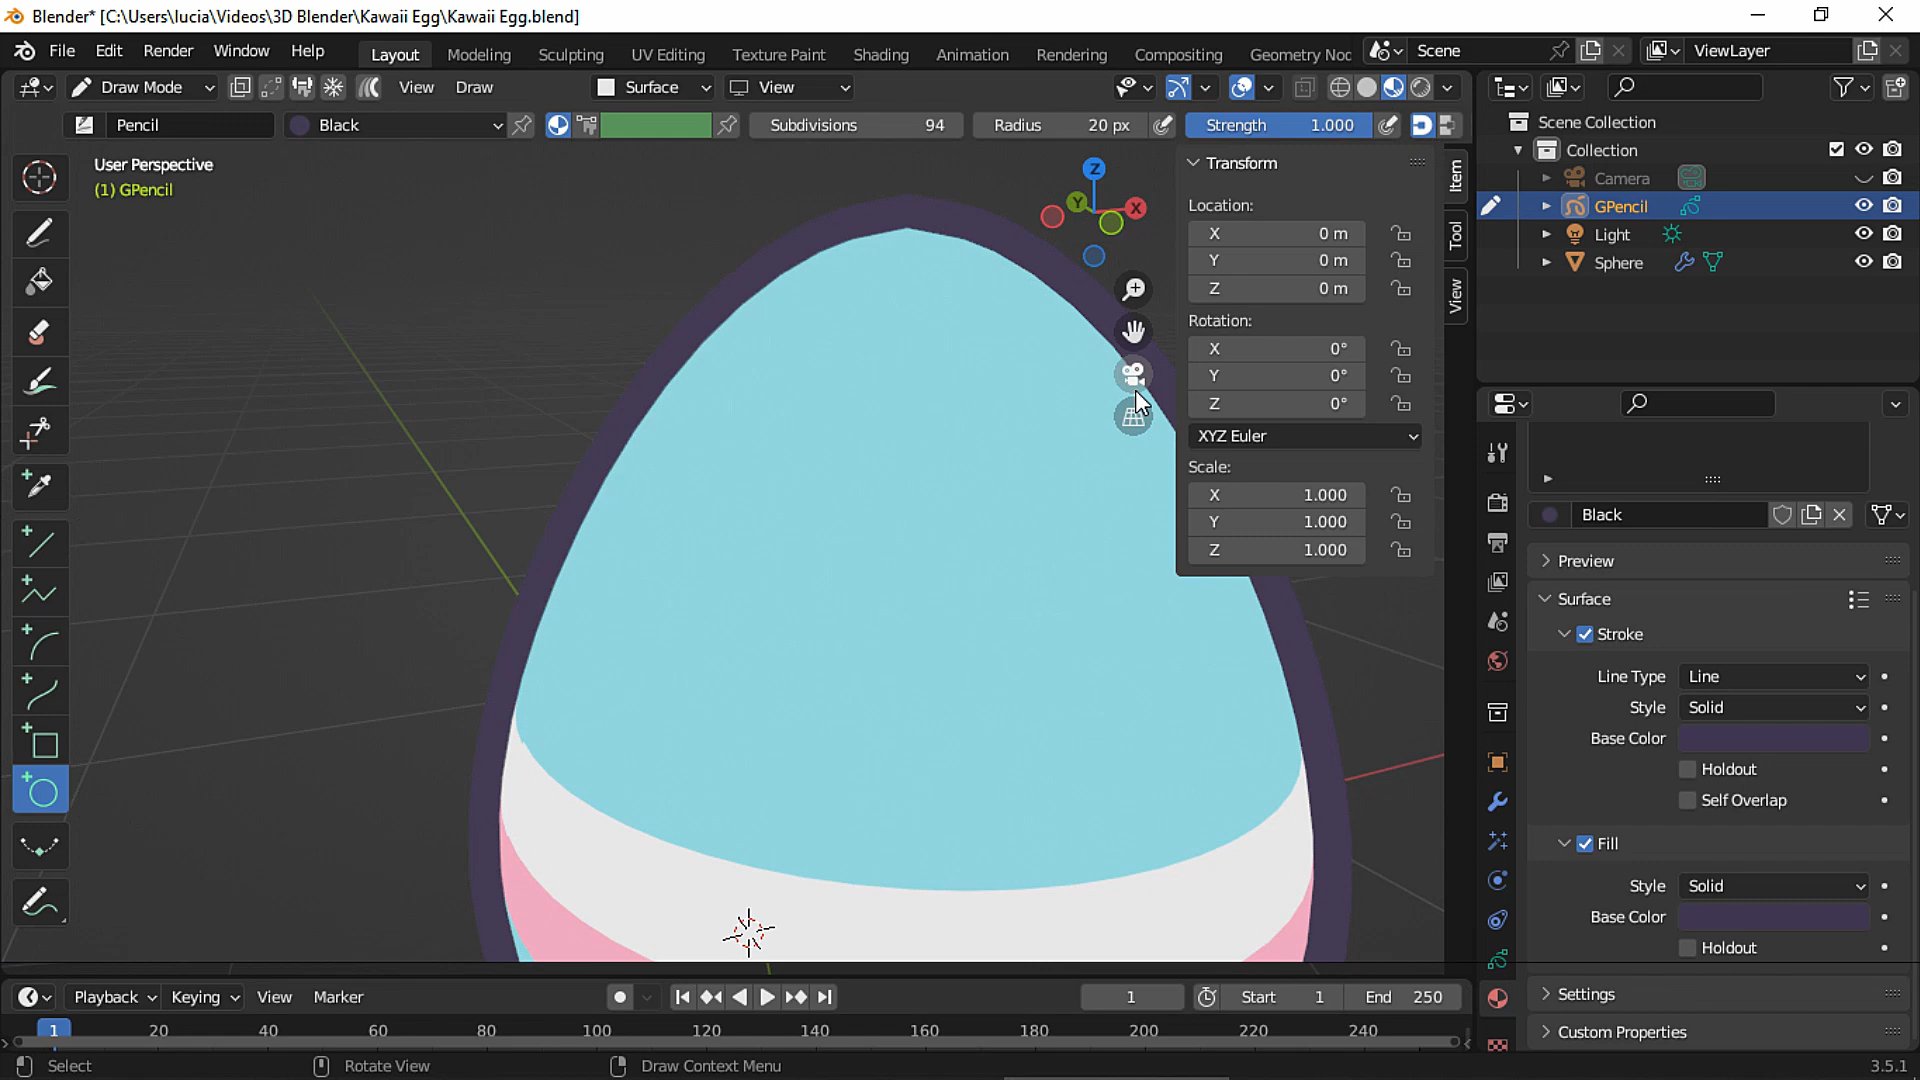 Blender* [C:\Users\lucia\Videos\3D Blender\Kawaii Egg\Kawaii Egg.blend]
File Edit Render Window Help Layout Modeling Sculpting UV Editing Texture Paint Shading Animation Rendering Compositing Geometry Noc Scene ViewLayer
Draw Mode View Draw Surface View
Pencil Black Subdivisions 94 Radius 20 px Strength 1.000
User Perspective
(1) GPencil
Z
Y
X
Transform
Location:
X 0 m
Y 0 m
Z 0 m
Rotation:
X 0°
Y 0°
Z 0°
XYZ Euler
Scale:
X 1.000
Y 1.000
Z 1.000
Item
Tool
View
Scene Collection
Collection
Camera
GPencil
Light
Sphere
Black
Preview
Surface
Stroke
Line Type Line
Style Solid
Base Color
Holdout
Self Overlap
Fill
Style Solid
Base Color
Holdout
Settings
Custom Properties
Playback Keying View Marker 1 Start 1 End 250
1 20 40 60 80 100 120 140 160 180 200 220 240
Select Rotate View Draw Context Menu 3.5.1